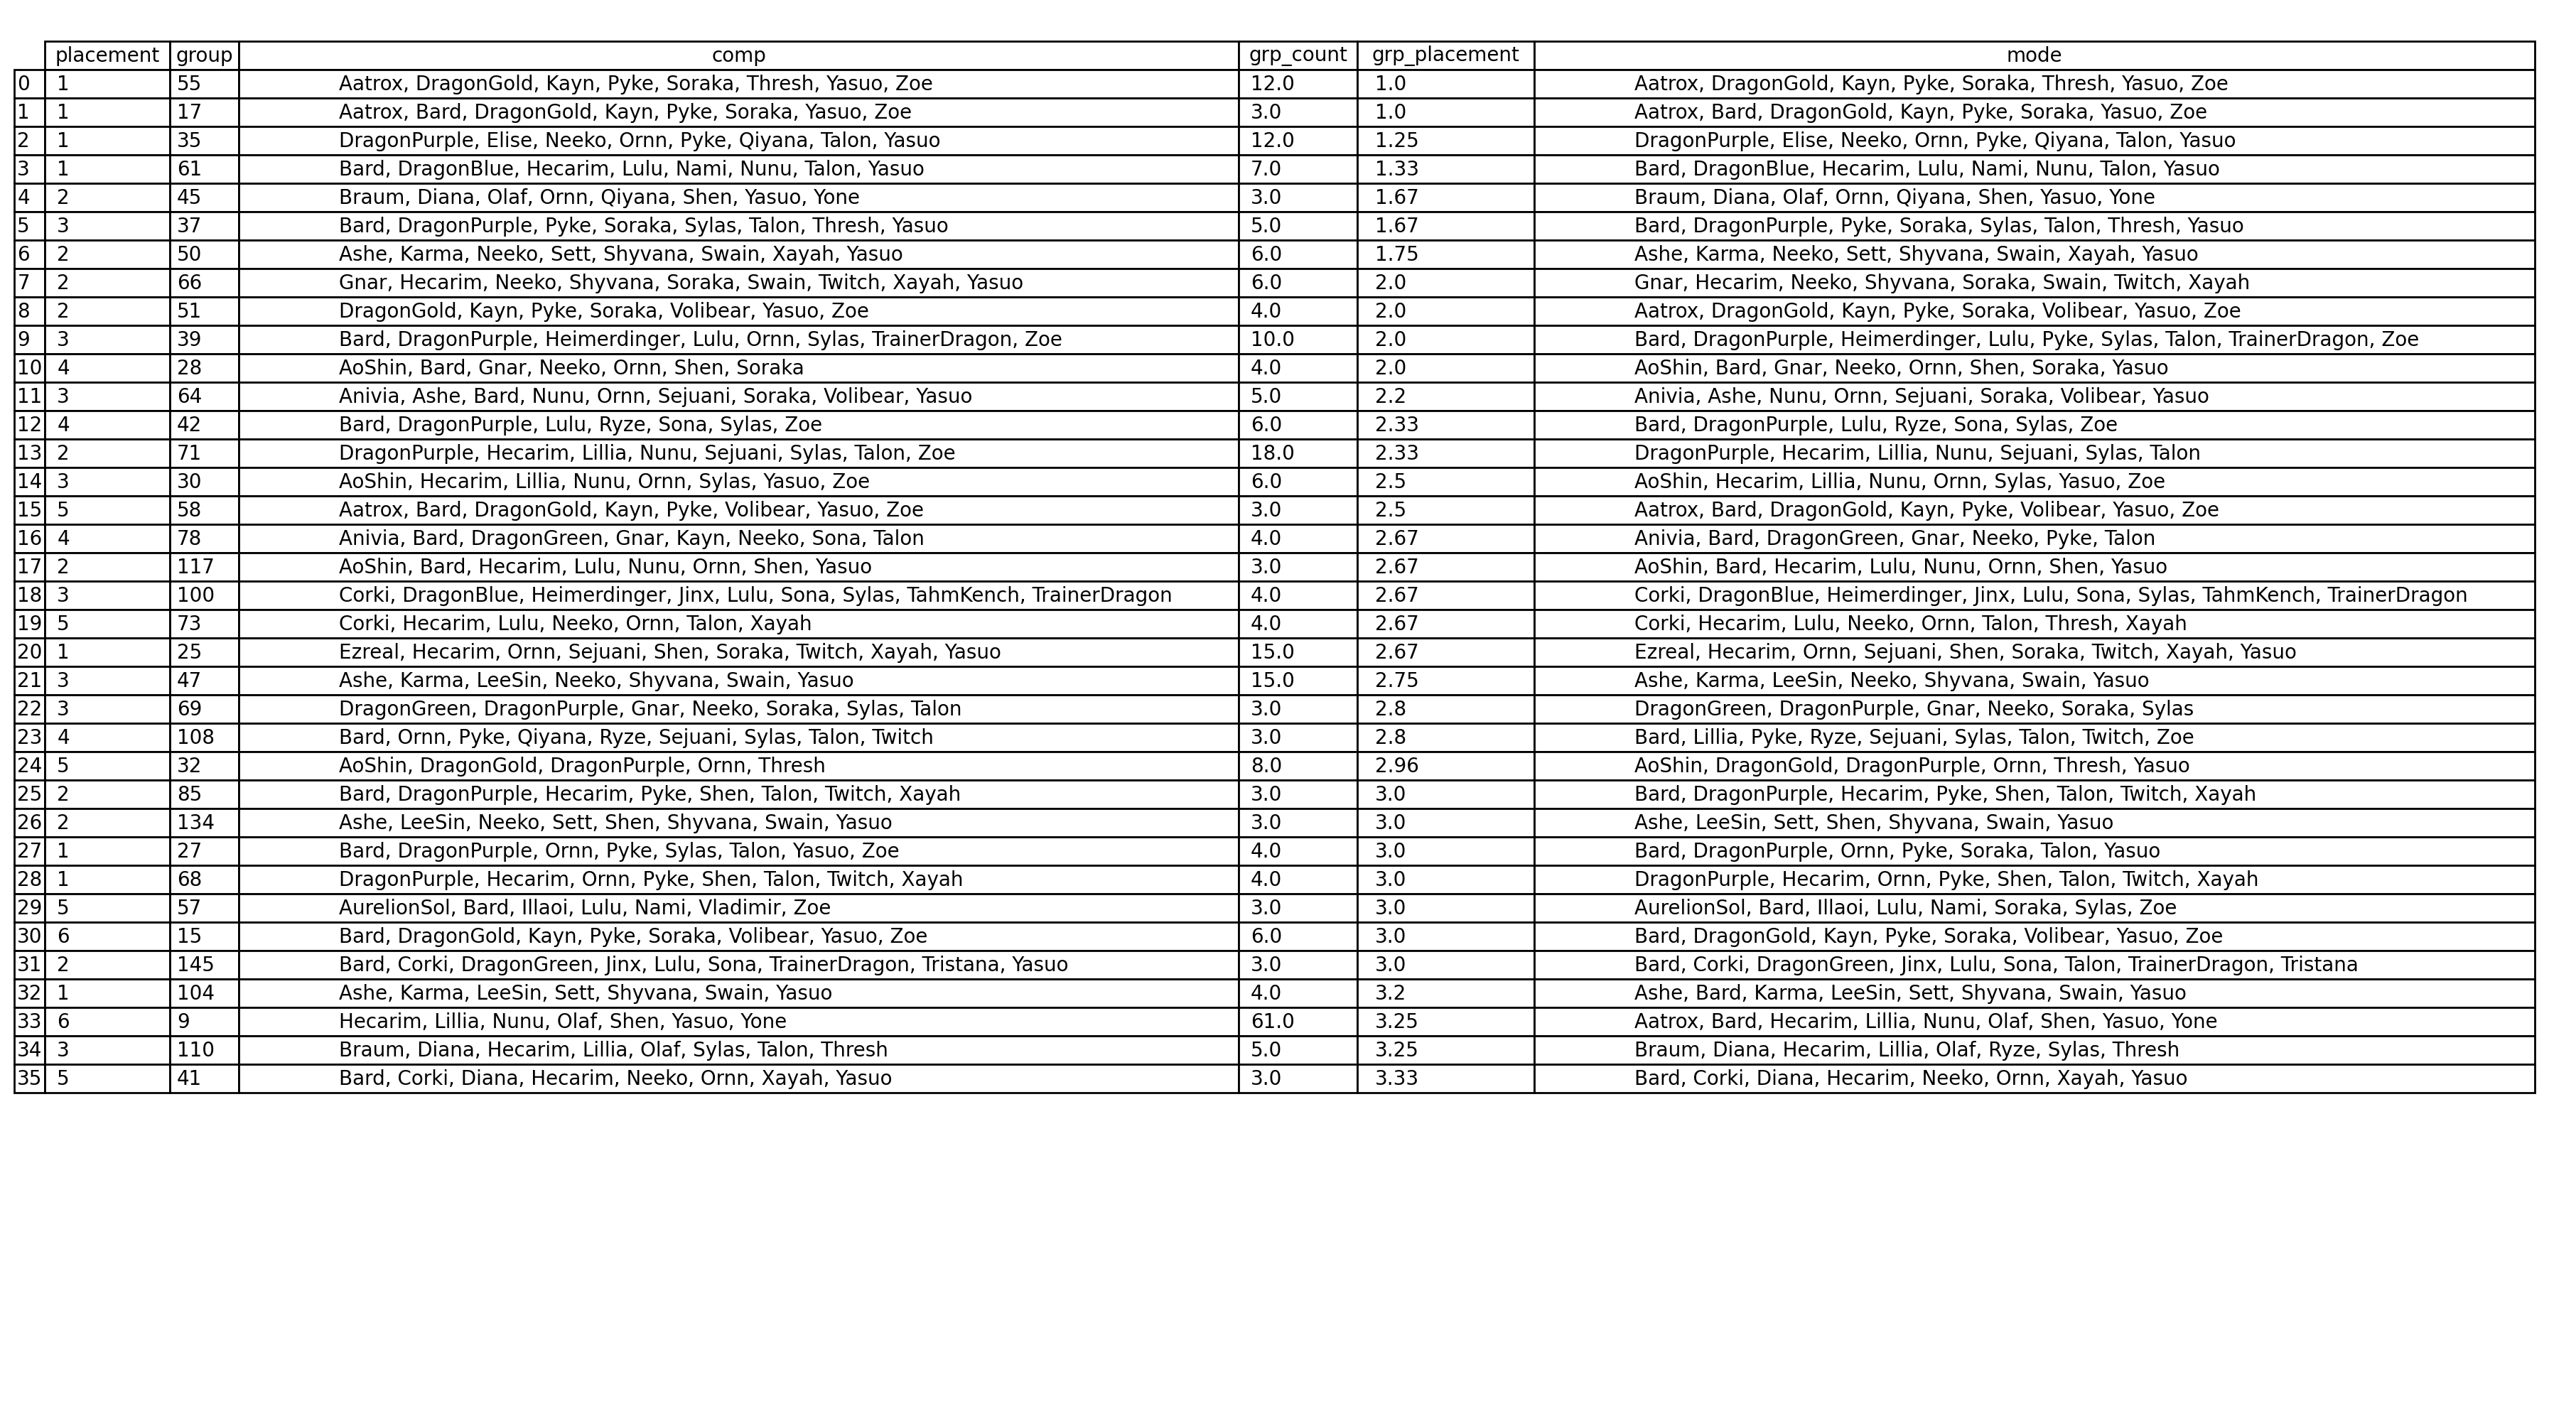 placement group comp grp_count grp_placement mode
0 1 55 Aatrox, DragonGold, Kayn, Pyke, Soraka, Thresh, Yasuo, Zoe 12.0 1.0 Aatrox, DragonGold, Kayn, Pyke, Soraka, Thresh, Yasuo, Zoe
1 1 17 Aatrox, Bard, DragonGold, Kayn, Pyke, Soraka, Yasuo, Zoe 3.0 1.0 Aatrox, Bard, DragonGold, Kayn, Pyke, Soraka, Yasuo, Zoe
2 1 35 DragonPurple, Elise, Neeko, Ornn, Pyke, Qiyana, Talon, Yasuo 12.0 1.25 DragonPurple, Elise, Neeko, Ornn, Pyke, Qiyana, Talon, Yasuo
3 1 61 Bard, DragonBlue, Hecarim, Lulu, Nami, Nunu, Talon, Yasuo 7.0 1.33 Bard, DragonBlue, Hecarim, Lulu, Nami, Nunu, Talon, Yasuo
4 2 45 Braum, Diana, Olaf, Ornn, Qiyana, Shen, Yasuo, Yone 3.0 1.67 Braum, Diana, Olaf, Ornn, Qiyana, Shen, Yasuo, Yone
5 3 37 Bard, DragonPurple, Pyke, Soraka, Sylas, Talon, Thresh, Yasuo 5.0 1.67 Bard, DragonPurple, Pyke, Soraka, Sylas, Talon, Thresh, Yasuo
6 2 50 Ashe, Karma, Neeko, Sett, Shyvana, Swain, Xayah, Yasuo 6.0 1.75 Ashe, Karma, Neeko, Sett, Shyvana, Swain, Xayah, Yasuo
7 2 66 Gnar, Hecarim, Neeko, Shyvana, Soraka, Swain, Twitch, Xayah, Yasuo 6.0 2.0 Gnar, Hecarim, Neeko, Shyvana, Soraka, Swain, Twitch, Xayah
8 2 51 DragonGold, Kayn, Pyke, Soraka, Volibear, Yasuo, Zoe 4.0 2.0 Aatrox, DragonGold, Kayn, Pyke, Soraka, Volibear, Yasuo, Zoe
9 3 39 Bard, DragonPurple, Heimerdinger, Lulu, Ornn, Sylas, TrainerDragon, Zoe 10.0 2.0 Bard, DragonPurple, Heimerdinger, Lulu, Pyke, Sylas, Talon, TrainerDragon, Zoe
10 4 28 AoShin, Bard, Gnar, Neeko, Ornn, Shen, Soraka 4.0 2.0 AoShin, Bard, Gnar, Neeko, Ornn, Shen, Soraka, Yasuo
11 3 64 Anivia, Ashe, Bard, Nunu, Ornn, Sejuani, Soraka, Volibear, Yasuo 5.0 2.2 Anivia, Ashe, Nunu, Ornn, Sejuani, Soraka, Volibear, Yasuo
12 4 42 Bard, DragonPurple, Lulu, Ryze, Sona, Sylas, Zoe 6.0 2.33 Bard, DragonPurple, Lulu, Ryze, Sona, Sylas, Zoe
13 2 71 DragonPurple, Hecarim, Lillia, Nunu, Sejuani, Sylas, Talon, Zoe 18.0 2.33 DragonPurple, Hecarim, Lillia, Nunu, Sejuani, Sylas, Talon
14 3 30 AoShin, Hecarim, Lillia, Nunu, Ornn, Sylas, Yasuo, Zoe 6.0 2.5 AoShin, Hecarim, Lillia, Nunu, Ornn, Sylas, Yasuo, Zoe
15 5 58 Aatrox, Bard, DragonGold, Kayn, Pyke, Volibear, Yasuo, Zoe 3.0 2.5 Aatrox, Bard, DragonGold, Kayn, Pyke, Volibear, Yasuo, Zoe
16 4 78 Anivia, Bard, DragonGreen, Gnar, Kayn, Neeko, Sona, Talon 4.0 2.67 Anivia, Bard, DragonGreen, Gnar, Neeko, Pyke, Talon
17 2 117 AoShin, Bard, Hecarim, Lulu, Nunu, Ornn, Shen, Yasuo 3.0 2.67 AoShin, Bard, Hecarim, Lulu, Nunu, Ornn, Shen, Yasuo
18 3 100 Corki, DragonBlue, Heimerdinger, Jinx, Lulu, Sona, Sylas, TahmKench, TrainerDragon 4.0 2.67 Corki, DragonBlue, Heimerdinger, Jinx, Lulu, Sona, Sylas, TahmKench, TrainerDragon
19 5 73 Corki, Hecarim, Lulu, Neeko, Ornn, Talon, Xayah 4.0 2.67 Corki, Hecarim, Lulu, Neeko, Ornn, Talon, Thresh, Xayah
20 1 25 Ezreal, Hecarim, Ornn, Sejuani, Shen, Soraka, Twitch, Xayah, Yasuo 15.0 2.67 Ezreal, Hecarim, Ornn, Sejuani, Shen, Soraka, Twitch, Xayah, Yasuo
21 3 47 Ashe, Karma, LeeSin, Neeko, Shyvana, Swain, Yasuo 15.0 2.75 Ashe, Karma, LeeSin, Neeko, Shyvana, Swain, Yasuo
22 3 69 DragonGreen, DragonPurple, Gnar, Neeko, Soraka, Sylas, Talon 3.0 2.8 DragonGreen, DragonPurple, Gnar, Neeko, Soraka, Sylas
23 4 108 Bard, Ornn, Pyke, Qiyana, Ryze, Sejuani, Sylas, Talon, Twitch 3.0 2.8 Bard, Lillia, Pyke, Ryze, Sejuani, Sylas, Talon, Twitch, Zoe
24 5 32 AoShin, DragonGold, DragonPurple, Ornn, Thresh 8.0 2.96 AoShin, DragonGold, DragonPurple, Ornn, Thresh, Yasuo
25 2 85 Bard, DragonPurple, Hecarim, Pyke, Shen, Talon, Twitch, Xayah 3.0 3.0 Bard, DragonPurple, Hecarim, Pyke, Shen, Talon, Twitch, Xayah
26 2 134 Ashe, LeeSin, Neeko, Sett, Shen, Shyvana, Swain, Yasuo 3.0 3.0 Ashe, LeeSin, Sett, Shen, Shyvana, Swain, Yasuo
27 1 27 Bard, DragonPurple, Ornn, Pyke, Sylas, Talon, Yasuo, Zoe 4.0 3.0 Bard, DragonPurple, Ornn, Pyke, Soraka, Talon, Yasuo
28 1 68 DragonPurple, Hecarim, Ornn, Pyke, Shen, Talon, Twitch, Xayah 4.0 3.0 DragonPurple, Hecarim, Ornn, Pyke, Shen, Talon, Twitch, Xayah
29 5 57 AurelionSol, Bard, Illaoi, Lulu, Nami, Vladimir, Zoe 3.0 3.0 AurelionSol, Bard, Illaoi, Lulu, Nami, Soraka, Sylas, Zoe
30 6 15 Bard, DragonGold, Kayn, Pyke, Soraka, Volibear, Yasuo, Zoe 6.0 3.0 Bard, DragonGold, Kayn, Pyke, Soraka, Volibear, Yasuo, Zoe
31 2 145 Bard, Corki, DragonGreen, Jinx, Lulu, Sona, TrainerDragon, Tristana, Yasuo 3.0 3.0 Bard, Corki, DragonGreen, Jinx, Lulu, Sona, Talon, TrainerDragon, Tristana
32 1 104 Ashe, Karma, LeeSin, Sett, Shyvana, Swain, Yasuo 4.0 3.2 Ashe, Bard, Karma, LeeSin, Sett, Shyvana, Swain, Yasuo
33 6 9 Hecarim, Lillia, Nunu, Olaf, Shen, Yasuo, Yone 61.0 3.25 Aatrox, Bard, Hecarim, Lillia, Nunu, Olaf, Shen, Yasuo, Yone
34 3 110 Braum, Diana, Hecarim, Lillia, Olaf, Sylas, Talon, Thresh 5.0 3.25 Braum, Diana, Hecarim, Lillia, Olaf, Ryze, Sylas, Thresh
35 5 41 Bard, Corki, Diana, Hecarim, Neeko, Ornn, Xayah, Yasuo 3.0 3.33 Bard, Corki, Diana, Hecarim, Neeko, Ornn, Xayah, Yasuo